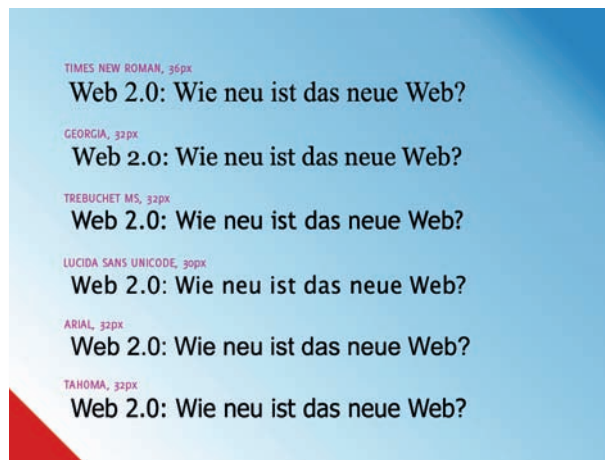 TIMES NEW ROMAN, 36px
Web 2.0: Wie neu ist das neue Web?
GEORGIA, 32px
Web 2.0: Wie neu ist das neue Web?
TREBUCHET MS, 32px
Web 2.0: Wie neu ist das neue Web?
LUCIDA SANS UNICODE, 30px
Web 2.0: Wie neu ist das neue Web?
ARIAL, 32px
Web 2.0: Wie neu ist das neue Web?
TAHOMA, 32px
Web 2.0: Wie neu ist das neue Web?